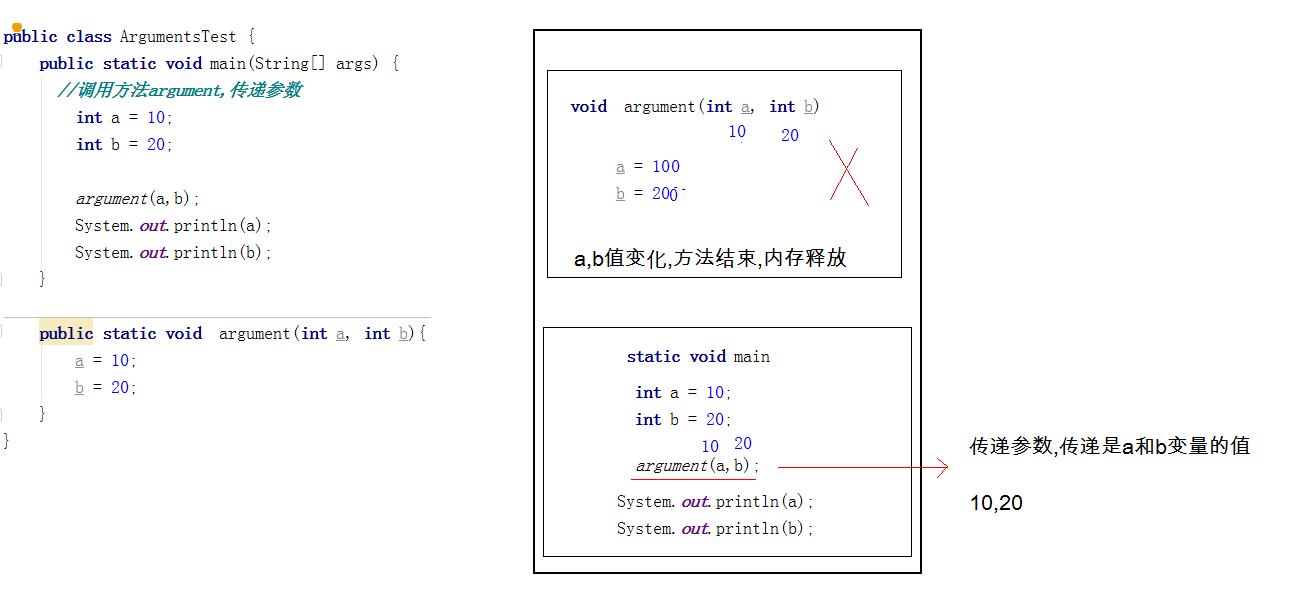 public class ArgumentsTest {
public static void main(String[] args) {
//调用方法argument,传递参数
int a = 10;
int b = 20;
argument(a,b);
System.out.println(a);
System.out.println(b);
}
public static void argument(int a, int b){
a = 10;
b = 20;
}
}
void argument(int a, int b)
10 20
a = 100
b = 200
a,b值变化,方法结束,内存释放
static void main
int a = 10;
int b = 20;
10 20
argument(a,b);
System.out.println(a);
System.out.println(b);
传递参数,传递是a和b变量的值
10,20